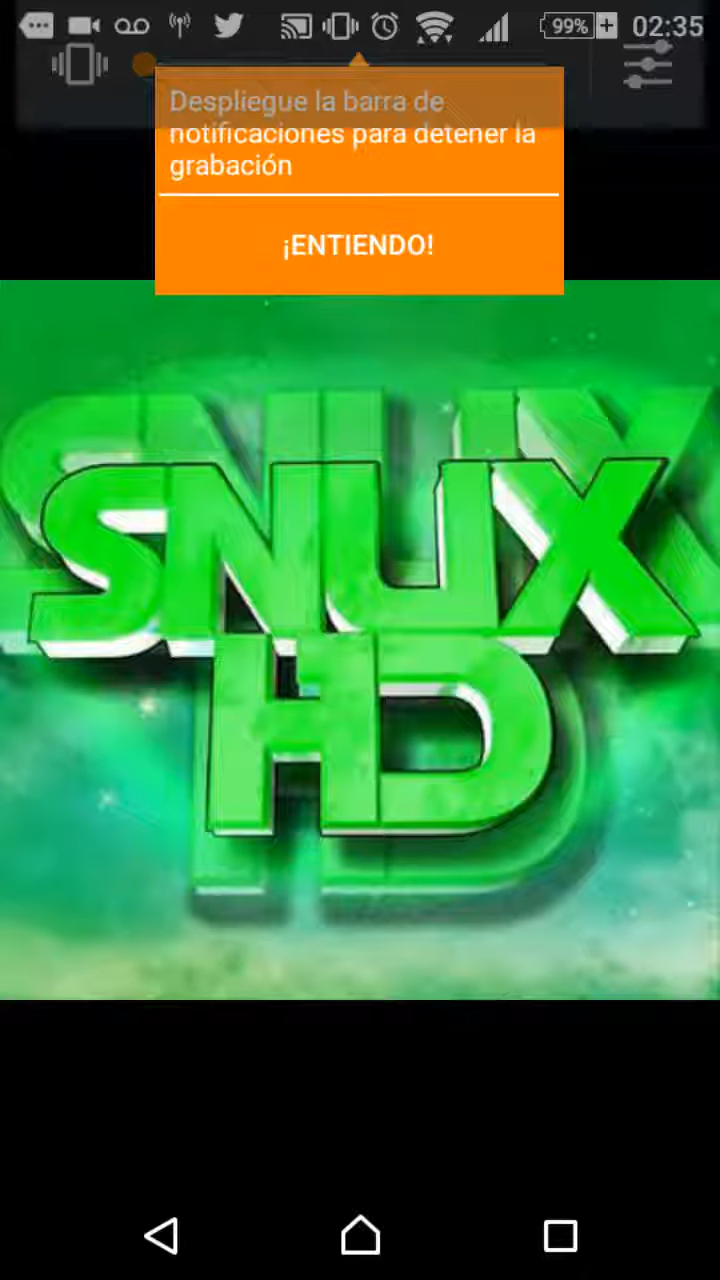 99% 02:35
Despliegue la barra de
notificaciones para detener la
grabación
¡ENTIENDO!
SNUX
HD